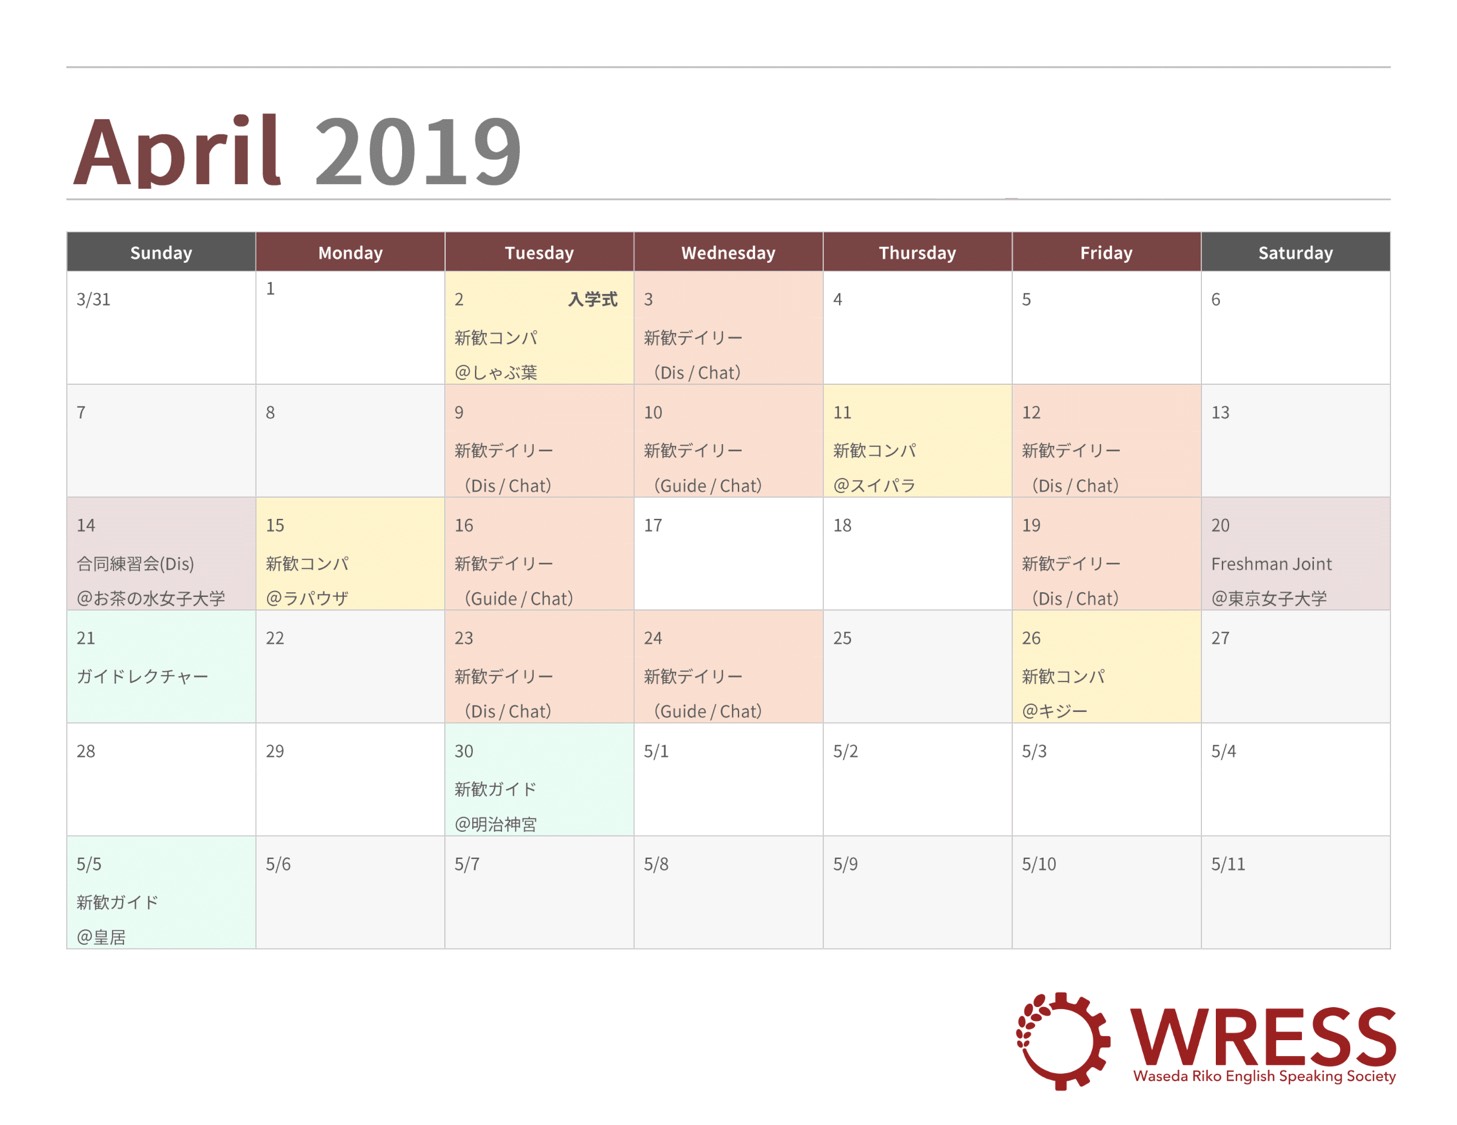 April 2019
Sunday Monday Tuesday Wednesday Thursday Friday Saturday
3/31
1
2 入学式
新歓コンパ
@しゃぶ葉
3
新歓デイリー
（Dis / Chat）
4
5
6
7
8
9
新歓デイリー
（Dis / Chat）
10
新歓デイリー
（Guide / Chat）
11
新歓コンパ
@スイパラ
12
新歓デイリー
（Dis / Chat）
13
14
合同練習会(Dis)
@お茶の水女子大学
15
新歓コンパ
@ラパウザ
16
新歓デイリー
（Guide / Chat）
17
18
19
新歓デイリー
（Dis / Chat）
20
Freshman Joint
@東京女子大学
21
ガイドレクチャー
22
23
新歓デイリー
（Dis / Chat）
24
新歓デイリー
（Guide / Chat）
25
26
新歓コンパ
@キジー
27
28
29
30
新歓ガイド
@明治神宮
5/1
5/2
5/3
5/4
5/5
新歓ガイド
@皇居
5/6
5/7
5/8
5/9
5/10
5/11
WRESS
Waseda Riko English Speaking Society